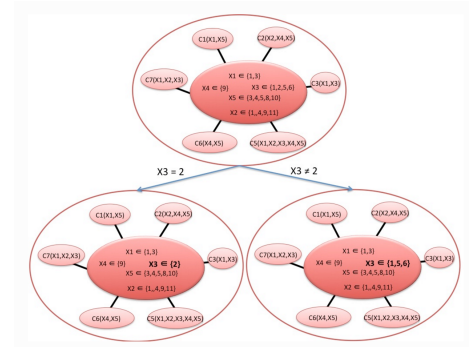 C1(X1,X5)
C2(X2,X4,X5)
C7(X1,X2,X3)
X1 ∈ {1,3}
X4 ∈ {9} X3 ∈ {1,2,5,6}
C3(X1,X3)
X5 ∈ {3,4,5,8,10}
X2 ∈ {1,,4,9,11}
C6(X4,X5)
C5(X1,X2,X3,X4,X5)
X3 = 2
X3 ≠ 2
C1(X1,X5)
C2(X2,X4,X5)
C7(X1,X2,X3)
X1 ∈ {1,3}
X4 ∈ {9} X3 ∈ {2}
C3(X1,X3)
X5 ∈ {3,4,5,8,10}
X2 ∈ {1,,4,9,11}
C6(X4,X5)
C5(X1,X2,X3,X4,X5)
C1(X1,X5)
C2(X2,X4,X5)
C7(X1,X2,X3)
X1 ∈ {1,3}
X4 ∈ {9} X3 ∈ {1,5,6}
C3(X1,X3)
X5 ∈ {3,4,5,8,10}
X2 ∈ {1,,4,9,11}
C6(X4,X5)
C5(X1,X2,X3,X4,X5)